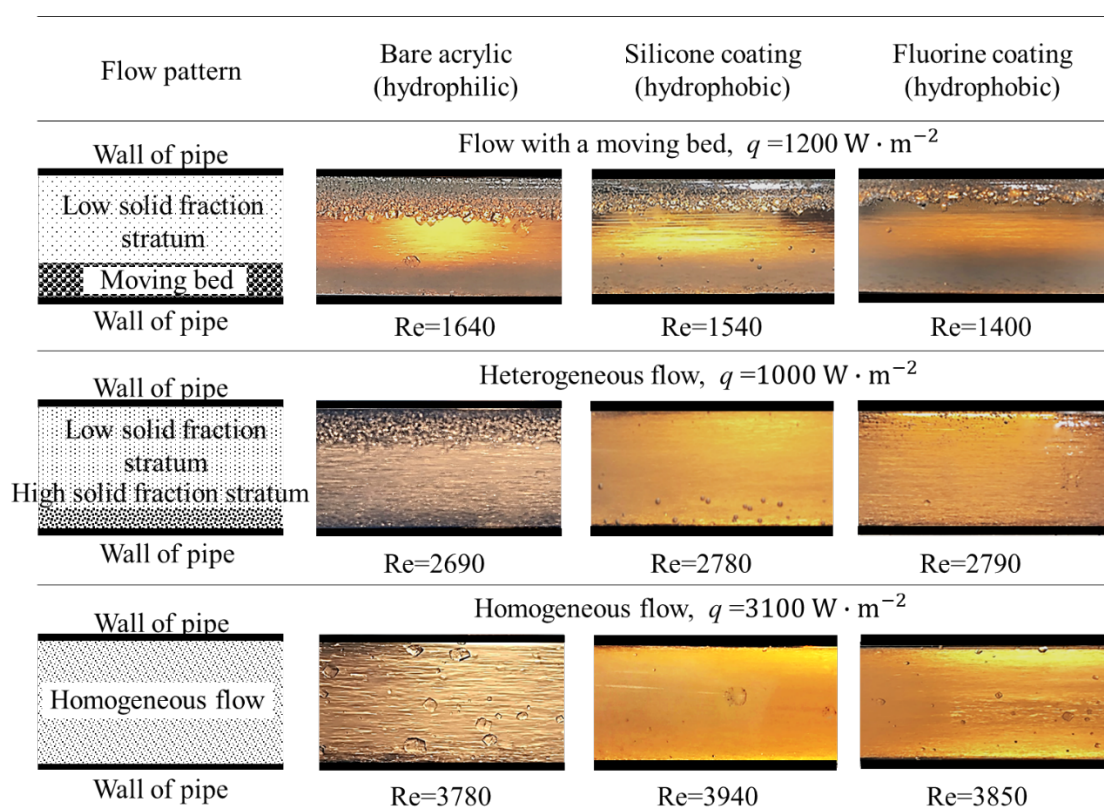 Flow pattern
Bare acrylic
(hydrophilic)
Silicone coating
(hydrophobic)
Fluorine coating
(hydrophobic)
Flow with a moving bed, q =1200 W · m⁻²
Wall of pipe
Low solid fraction
stratum
Moving bed
Wall of pipe
Re=1640
Re=1540
Re=1400
Heterogeneous flow, q =1000 W · m⁻²
Wall of pipe
Low solid fraction
stratum
High solid fraction stratum
Wall of pipe
Re=2690
Re=2780
Re=2790
Homogeneous flow, q =3100 W · m⁻²
Wall of pipe
Homogeneous flow
Wall of pipe
Re=3780
Re=3940
Re=3850